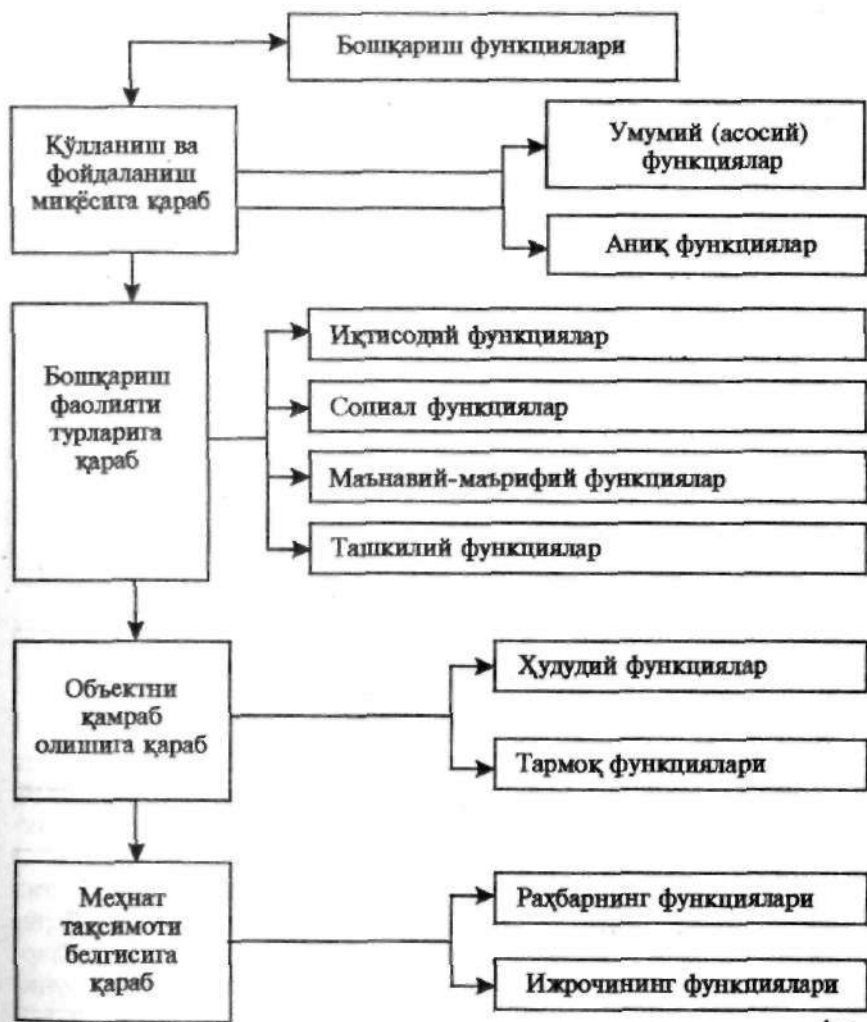 Бошқариш функциялари
Қўлланиш ва
фойдаланиш
миқёсига қараб
Умумий (асосий)
функциялар
Аниқ функциялар
Бошқариш
фаолияти
турларига
қараб
Иқтисодий функциялар
Социал функциялар
Маънавий-маърифий функциялар
Ташкилий функциялар
Объектни
қамраб
олишига қараб
Ҳудудий функциялар
Тармоқ функциялари
Меҳнат
тақсимоти
белгисига
қараб
Раҳбарнинг функциялари
Ижрочининг функциялари